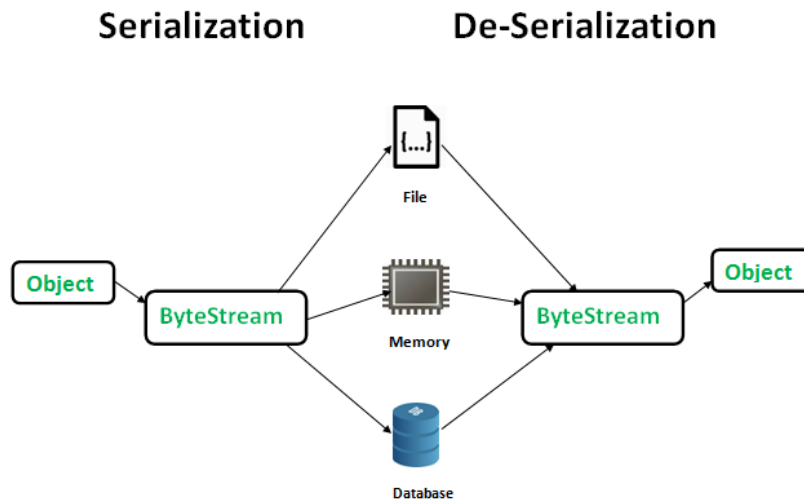 Serialization
De-Serialization
{...}
File
Object
ByteStream
Memory
ByteStream
Object
Database